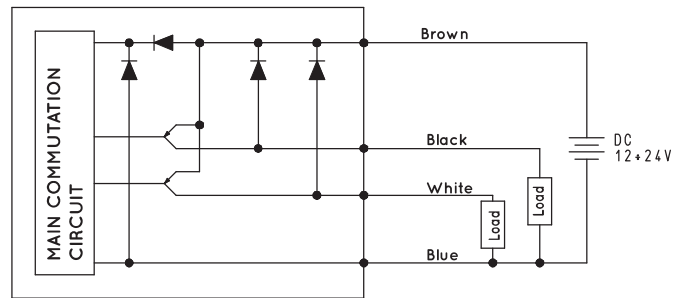 MAIN COMMUTATION
CIRCUIT
Brown
Black
White
Blue
Load
Load
DC
12÷24V